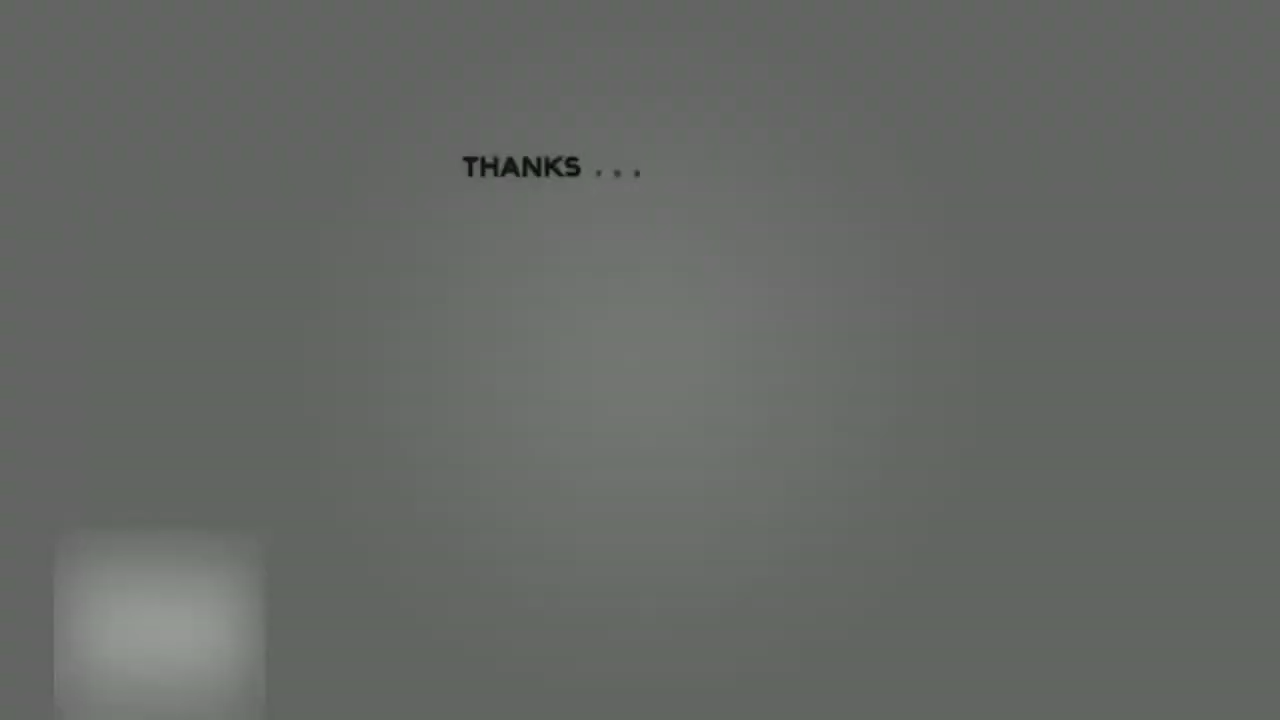 THANKS . . .